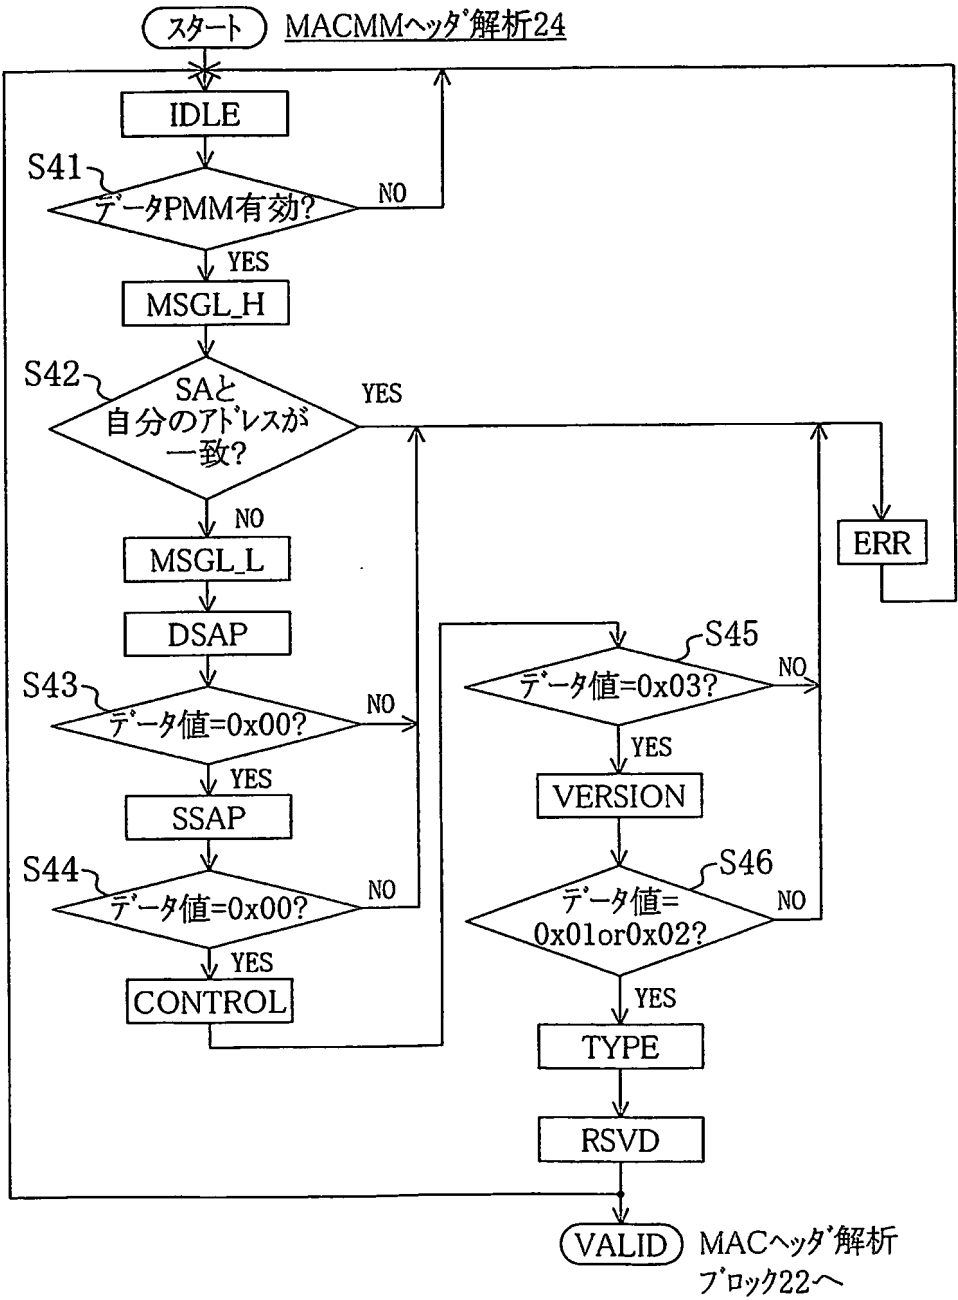 スタート
MACMMヘッダ解析24
IDLE
S41
データPMM有効?
NO
YES
MSGL_H
S42
SAと
自分のアドレスが
一致?
YES
NO
MSGL_L
ERR
DSAP
S43
データ値=0x00?
NO
YES
SSAP
S44
データ値=0x00?
NO
YES
CONTROL
S45
データ値=0x03?
NO
YES
VERSION
S46
データ値=
0x01or0x02?
NO
YES
TYPE
RSVD
VALID
MACヘッダ解析
ブロック22へ